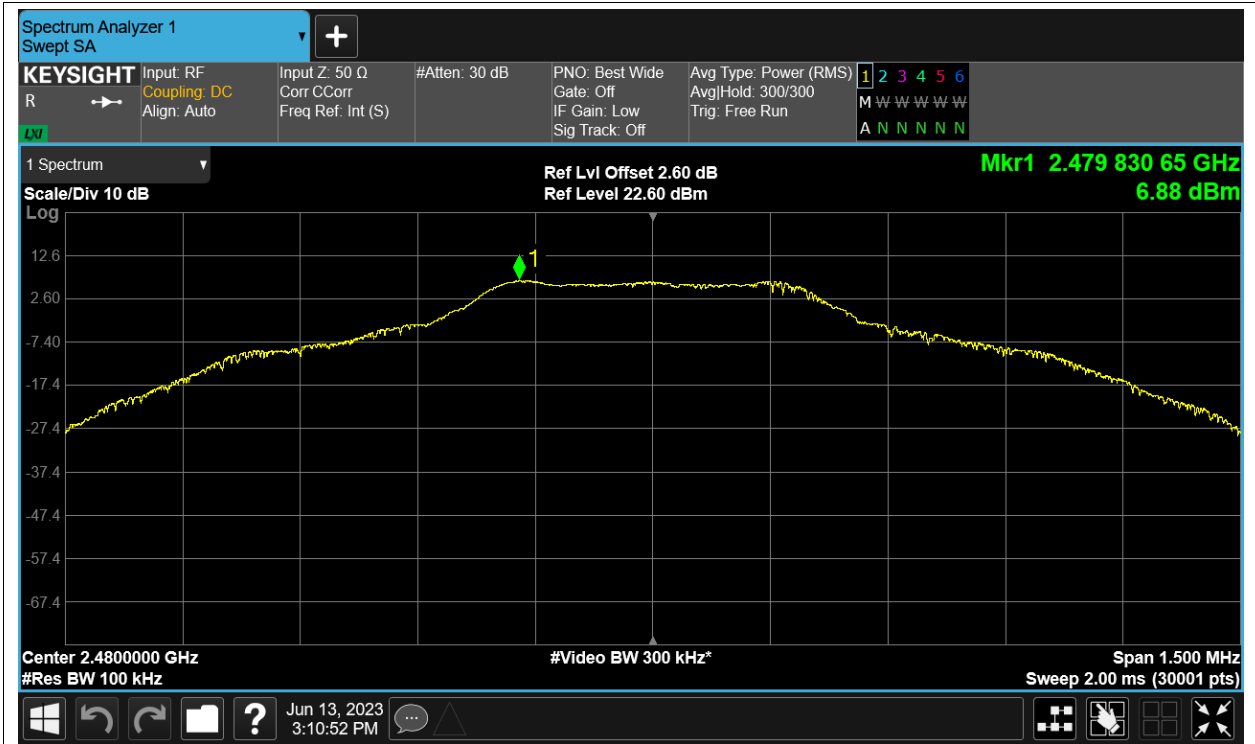 Spectrum Analyzer 1
Swept SA
KEYSIGHT
R
LXI
Input: RF
Coupling: DC
Align: Auto
Input Z: 50 Ω
Corr CCorr
Freq Ref: Int (S)
#Atten: 30 dB
PNO: Best Wide
Gate: Off
IF Gain: Low
Sig Track: Off
Avg Type: Power (RMS)
Avg|Hold: 300/300
Trig: Free Run
1 2 3 4 5 6
M W W W W W
A N N N N N
1 Spectrum
Scale/Div 10 dB
Log
Ref Lvl Offset 2.60 dB
Ref Level 22.60 dBm
Mkr1 2.479 830 65 GHz
6.88 dBm
12.6
2.60
-7.40
-17.4
-27.4
-37.4
-47.4
-57.4
-67.4
1
Center 2.4800000 GHz
#Res BW 100 kHz
#Video BW 300 kHz*
Span 1.500 MHz
Sweep 2.00 ms (30001 pts)
?
Jun 13, 2023
3:10:52 PM